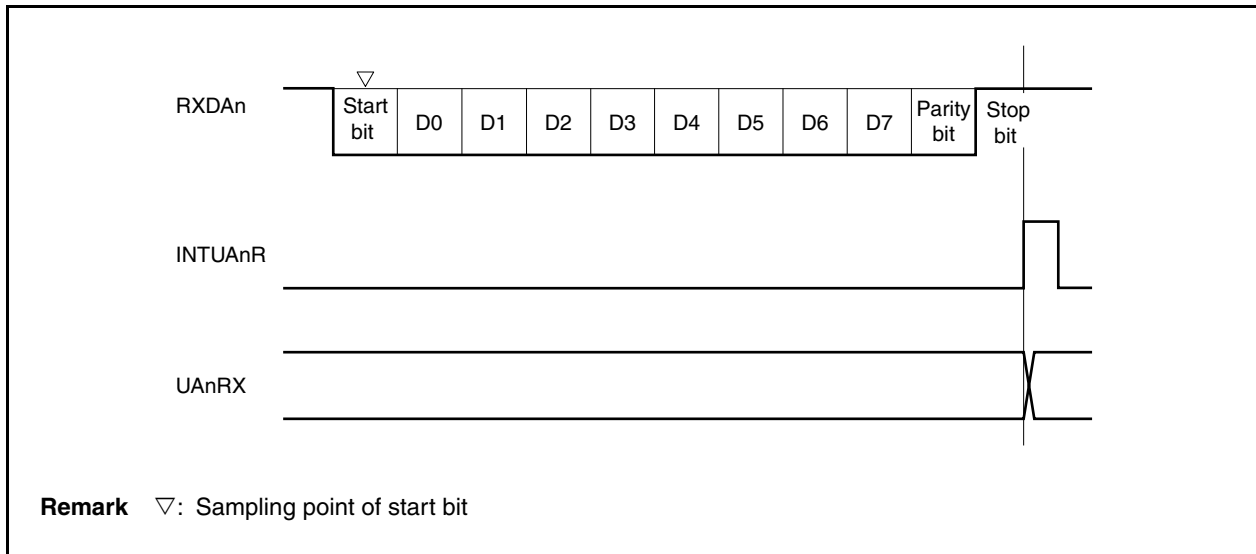 RXDAn
▽
Start bit D0 D1 D2 D3 D4 D5 D6 D7 Parity bit Stop bit
INTUAnR
UAnRX
Remark ▽: Sampling point of start bit